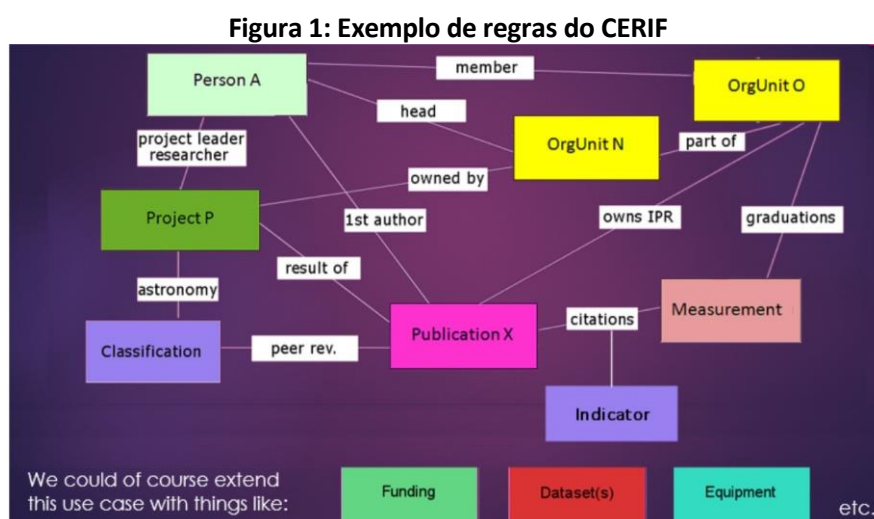 Figura 1: Exemplo de regras do CERIF
member
Person A
OrgUnit O
head
project leader
researcher
OrgUnit N
part of
owned by
Project P
1st author
owns IPR
graduations
result of
astronomy
Measurement
citations
Publication X
Classification
peer rev.
Indicator
We could of course extend
this use case with things like:
Funding
Dataset(s)
Equipment
etc.